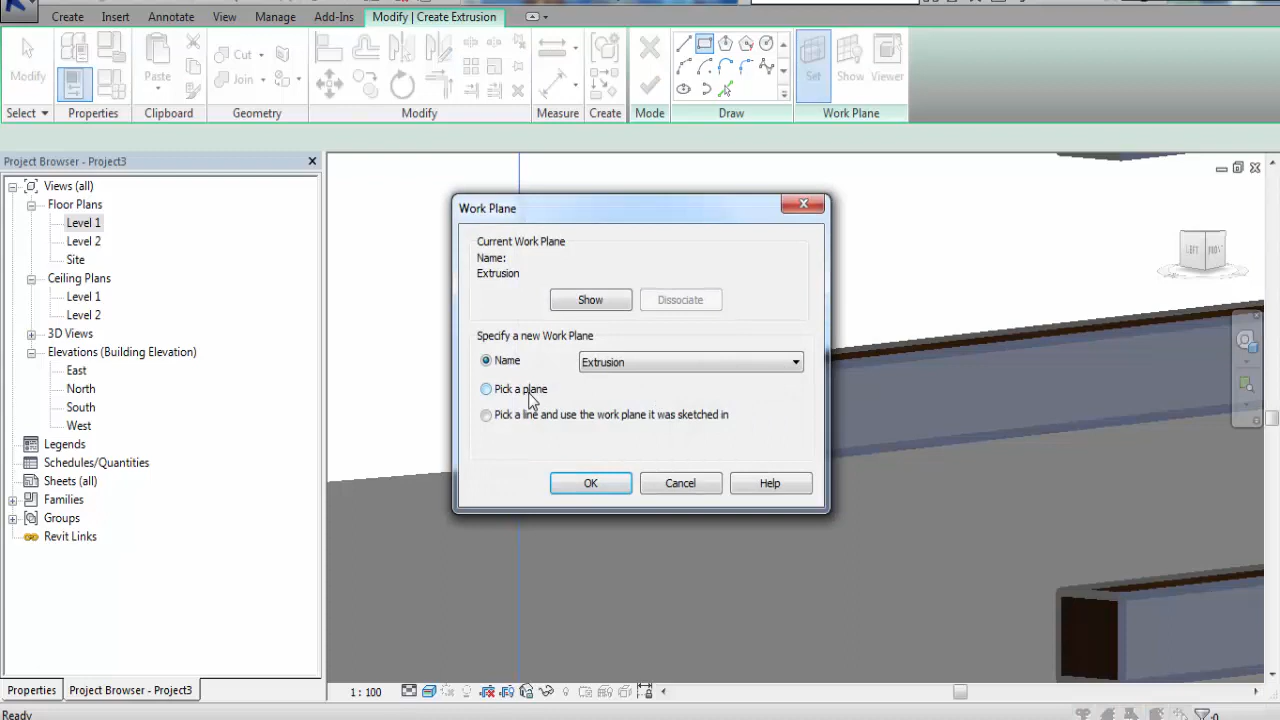 Create Insert Annotate View Manage Add-Ins Modify | Create Extrusion
Modify Paste Cut Join Set Show Viewer
Select Properties Clipboard Geometry Modify Measure Create Mode Draw Work Plane
Project Browser - Project3
Views (all)
Floor Plans
Level 1
Level 2
Site
Ceiling Plans
Level 1
Level 2
3D Views
Elevations (Building Elevation)
East
North
South
West
Legends
Schedules/Quantities
Sheets (all)
Families
Groups
Revit Links
Properties Project Browser - Project3
Work Plane
Current Work Plane
Name:
Extrusion
Show Dissociate
Specify a new Work Plane
Name Extrusion
Pick a plane
Pick a line and use the work plane it was sketched in
OK Cancel Help
LEFT FRONT
1 : 100
Ready :0